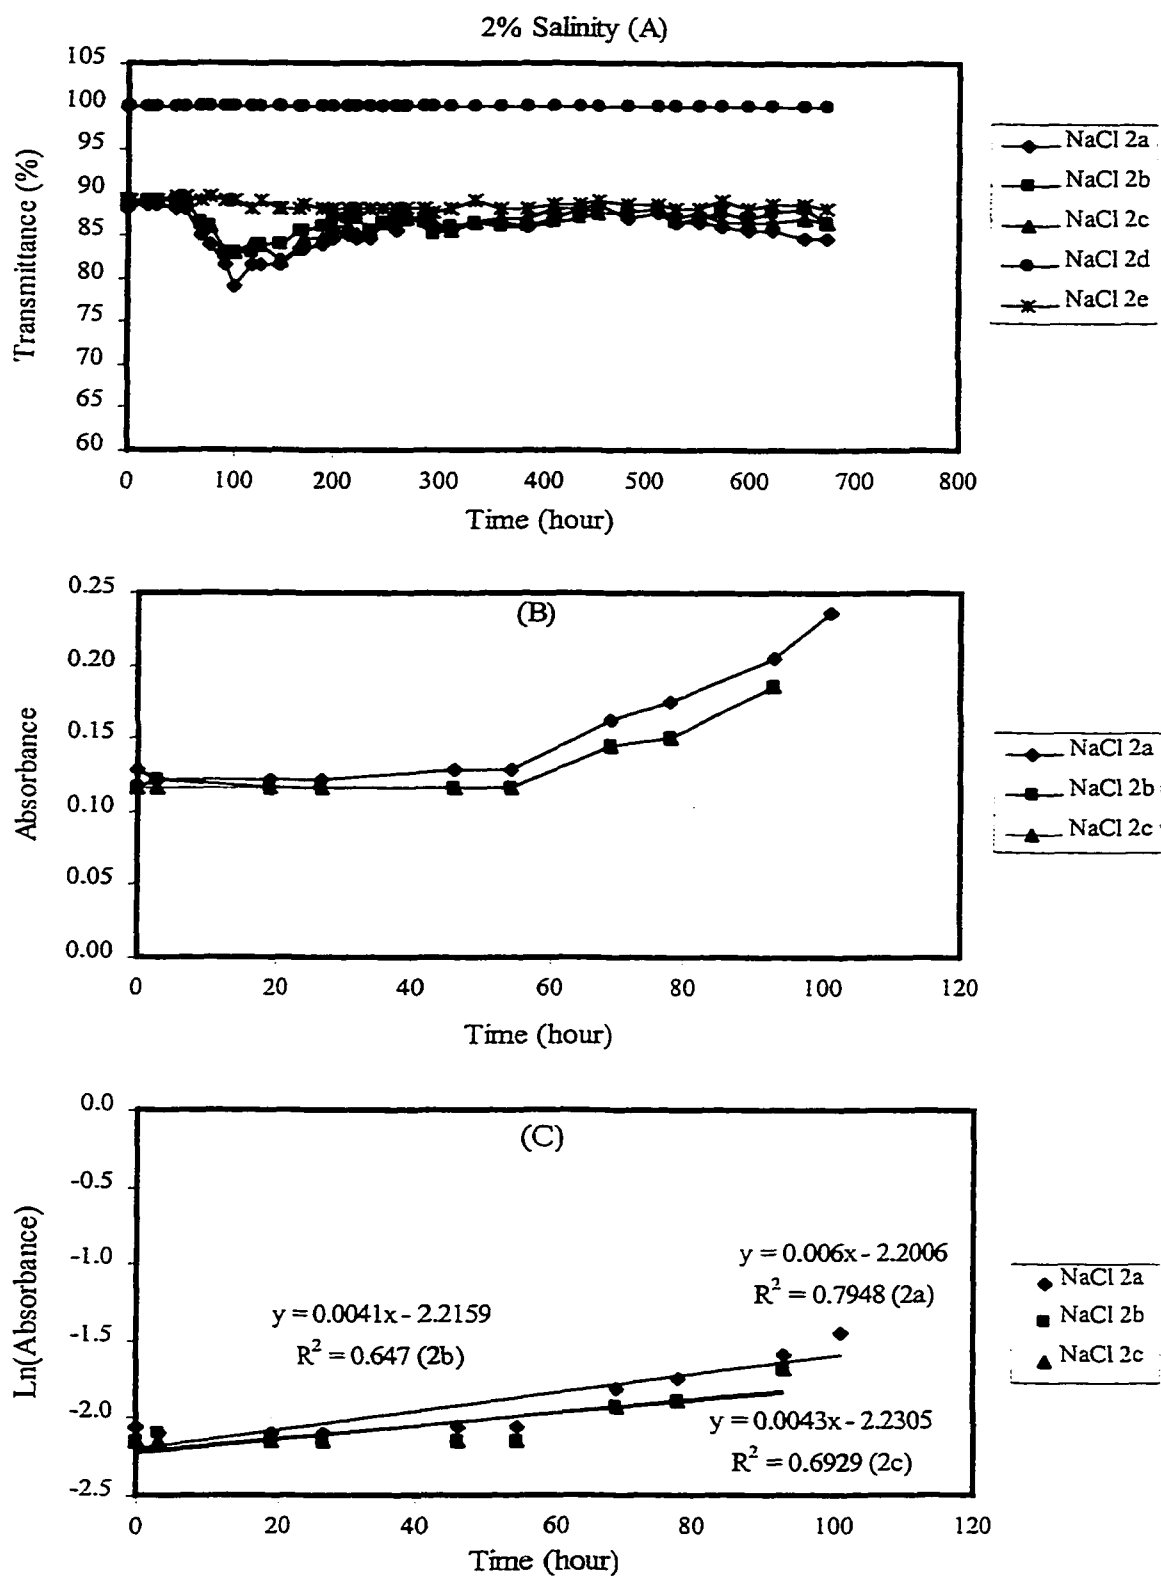 2% Salinity (A)
105
100
95
90
85
80
75
70
65
60
Transmittance (%)
0 100 200 300 400 500 600 700 800
Time (hour)
NaCl 2a
NaCl 2b
NaCl 2c
NaCl 2d
NaCl 2e
(B)
0.25
0.20
0.15
0.10
0.05
0.00
Absorbance
0 20 40 60 80 100 120
Time (hour)
NaCl 2a
NaCl 2b
NaCl 2c
(C)
0.0
-0.5
-1.0
-1.5
-2.0
-2.5
Ln(Absorbance)
y = 0.006x - 2.2006
R² = 0.7948 (2a)
y = 0.0041x - 2.2159
R² = 0.647 (2b)
y = 0.0043x - 2.2305
R² = 0.6929 (2c)
0 20 40 60 80 100 120
Time (hour)
NaCl 2a
NaCl 2b
NaCl 2c